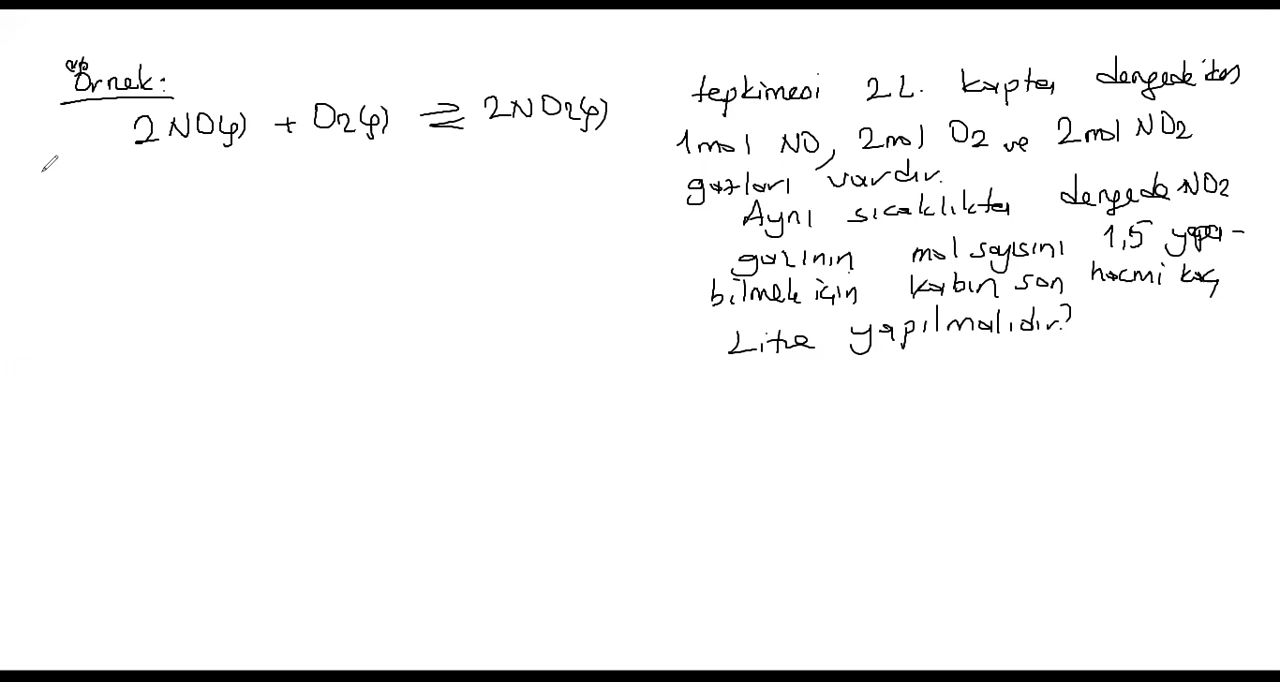 Örnek:
2NO(g) + O2(g) ⇌ 2NO2(g)
tepkimesi 2 L. kapta dengede iken
1mol NO, 2mol O2 ve 2mol NO2
gazları vardır.
Aynı sıcaklıkta dengede NO2
gazının mol sayısını 1,5 yapa-
bilmek için kabın son hacmi kaç
Litre yapılmalıdır?